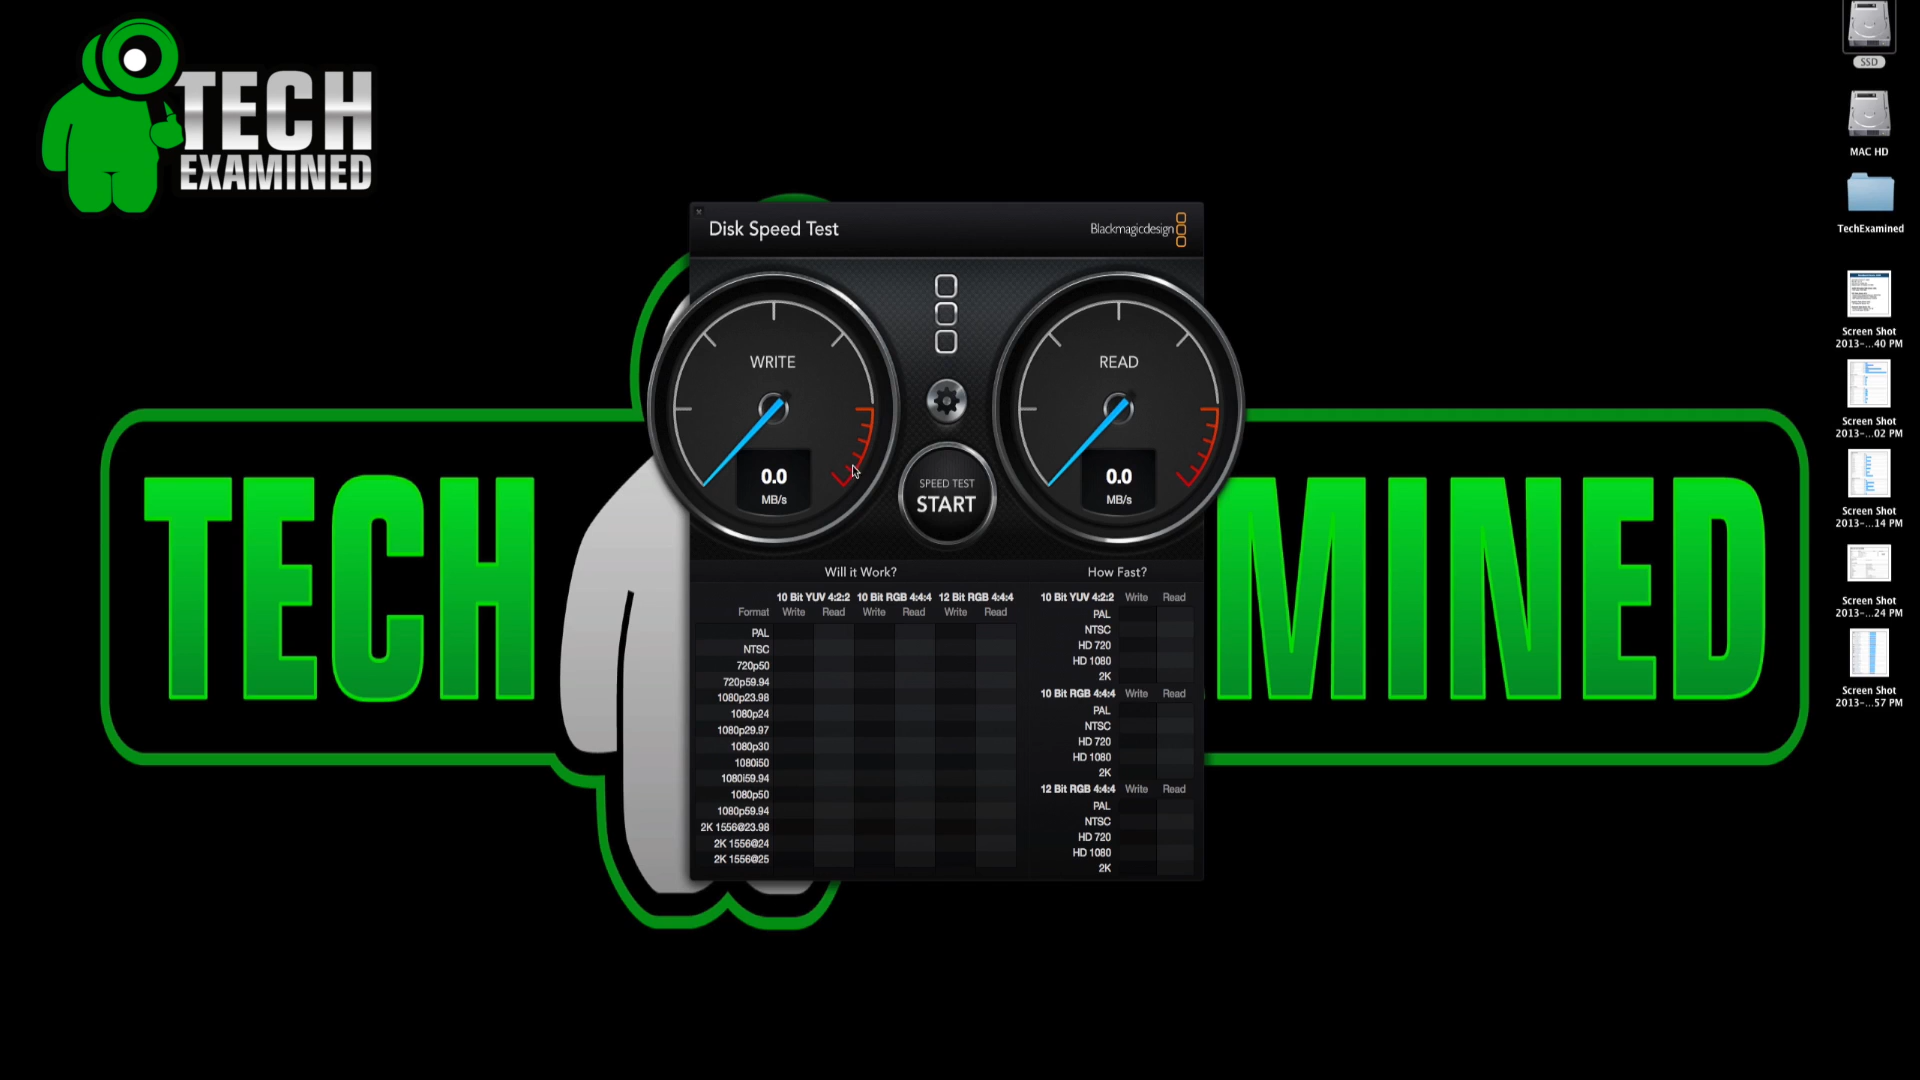 TECH
EXAMINED
SSD
MAC HD
TechExamined
Screen Shot
2013-...40 PM
Screen Shot
2013-...02 PM
Screen Shot
2013-...14 PM
Screen Shot
2013-...24 PM
Screen Shot
2013-...57 PM
TECH
MINED
Disk Speed Test
Blackmagicdesign
WRITE
0.0
MB/s
SPEED TEST
START
READ
0.0
MB/s
Will it Work?
10 Bit YUV 4:2:2 10 Bit RGB 4:4:4 12 Bit RGB 4:4:4
Format Write Read Write Read Write Read
PAL
NTSC
720p50
720p59.94
1080p23.98
1080p24
1080p29.97
1080p30
1080i50
1080i59.94
1080p50
1080p59.94
2K 1556@23.98
2K 1556@24
2K 1556@25
How Fast?
10 Bit YUV 4:2:2 Write Read
PAL
NTSC
HD 720
HD 1080
2K
10 Bit RGB 4:4:4 Write Read
PAL
NTSC
HD 720
HD 1080
2K
12 Bit RGB 4:4:4 Write Read
PAL
NTSC
HD 720
HD 1080
2K